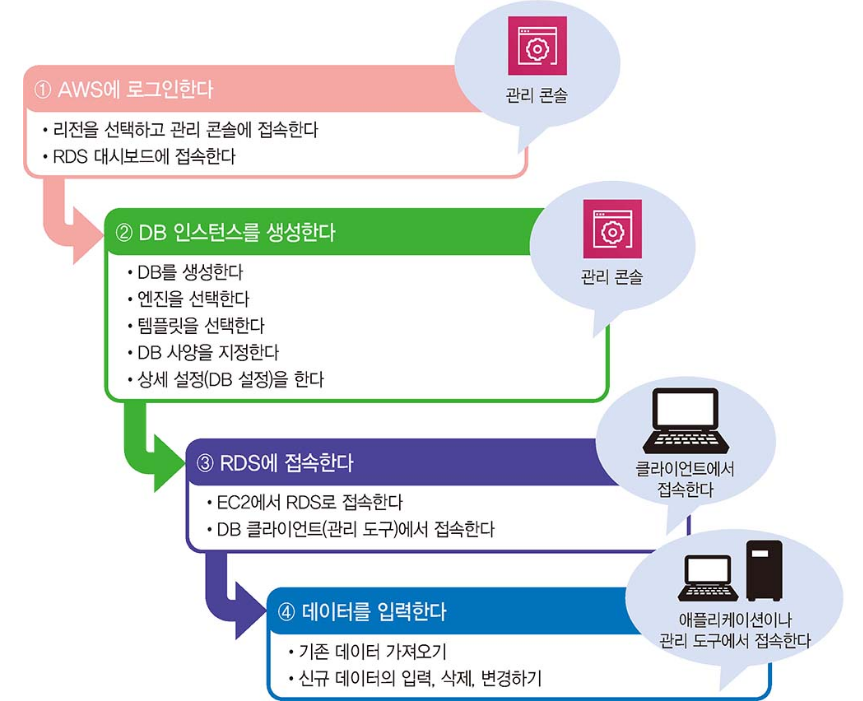 관리 콘솔
① AWS에 로그인한다
• 리전을 선택하고 관리 콘솔에 접속한다
• RDS 대시보드에 접속한다
관리 콘솔
② DB 인스턴스를 생성한다
• DB를 생성한다
• 엔진을 선택한다
• 템플릿을 선택한다
• DB 사양을 지정한다
• 상세 설정(DB 설정)을 한다
클라이언트에서
접속한다
③ RDS에 접속한다
• EC2에서 RDS로 접속한다
• DB 클라이언트(관리 도구)에서 접속한다
애플리케이션이나
관리 도구에서 접속한다
④ 데이터를 입력한다
• 기존 데이터 가져오기
• 신규 데이터의 입력, 삭제, 변경하기